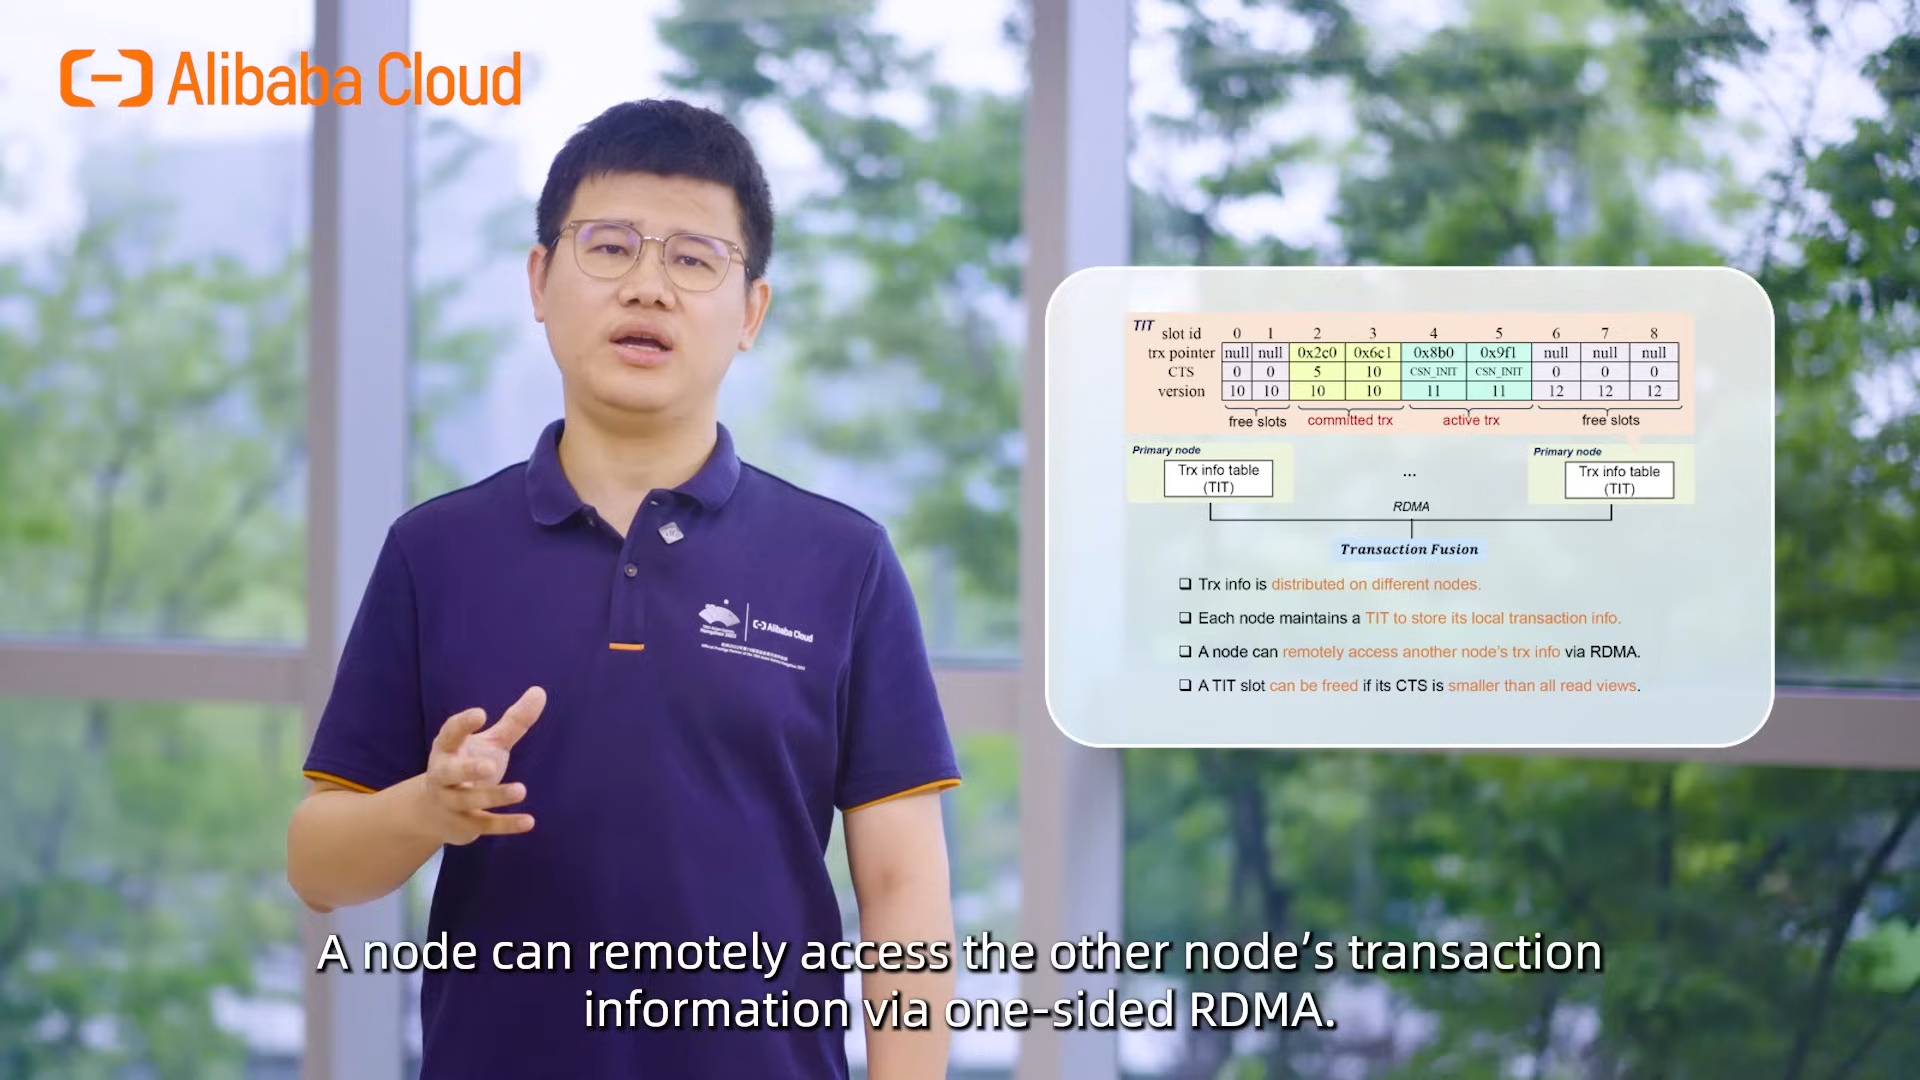 Alibaba Cloud
TIT slot id 0 1 2 3 4 5 6 7 8
trx pointer null null 0x2c0 0x6c1 0x8b0 0x9f1 null null null
CTS 0 0 5 10 CSN_INIT CSN_INIT 0 0 0
version 10 10 10 10 11 11 12 12 12
free slots committed trx active trx free slots
Primary node
Trx info table
(TIT)
...
Primary node
Trx info table
(TIT)
RDMA
Transaction Fusion
Trx info is distributed on different nodes.
Each node maintains a TIT to store its local transaction info.
A node can remotely access another node's trx info via RDMA.
A TIT slot can be freed if its CTS is smaller than all read views.
Alibaba Cloud
A node can remotely access the other node's transaction
information via one-sided RDMA.